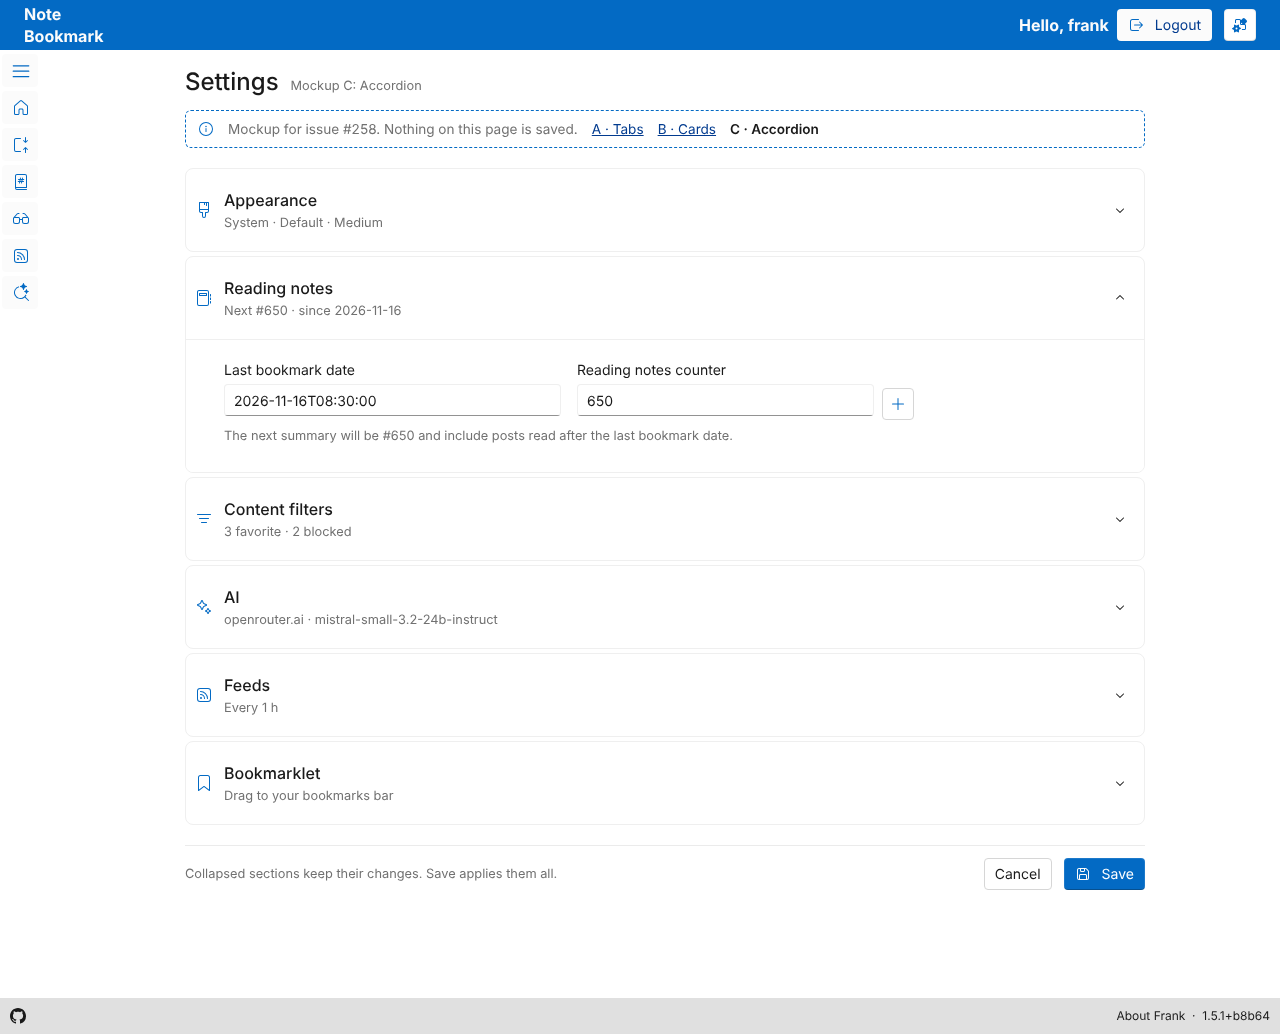 Note
Bookmark
Hello, frank
Logout
Settings Mockup C: Accordion
Mockup for issue #258. Nothing on this page is saved. A · Tabs B · Cards C · Accordion
Appearance
System · Default · Medium
Reading notes
Next #650 · since 2026-11-16
Last bookmark date
Reading notes counter
2026-11-16T08:30:00
650
The next summary will be #650 and include posts read after the last bookmark date.
Content filters
3 favorite · 2 blocked
AI
openrouter.ai · mistral-small-3.2-24b-instruct
Feeds
Every 1 h
Bookmarklet
Drag to your bookmarks bar
Collapsed sections keep their changes. Save applies them all.
Cancel
Save
About Frank · 1.5.1+b8b64